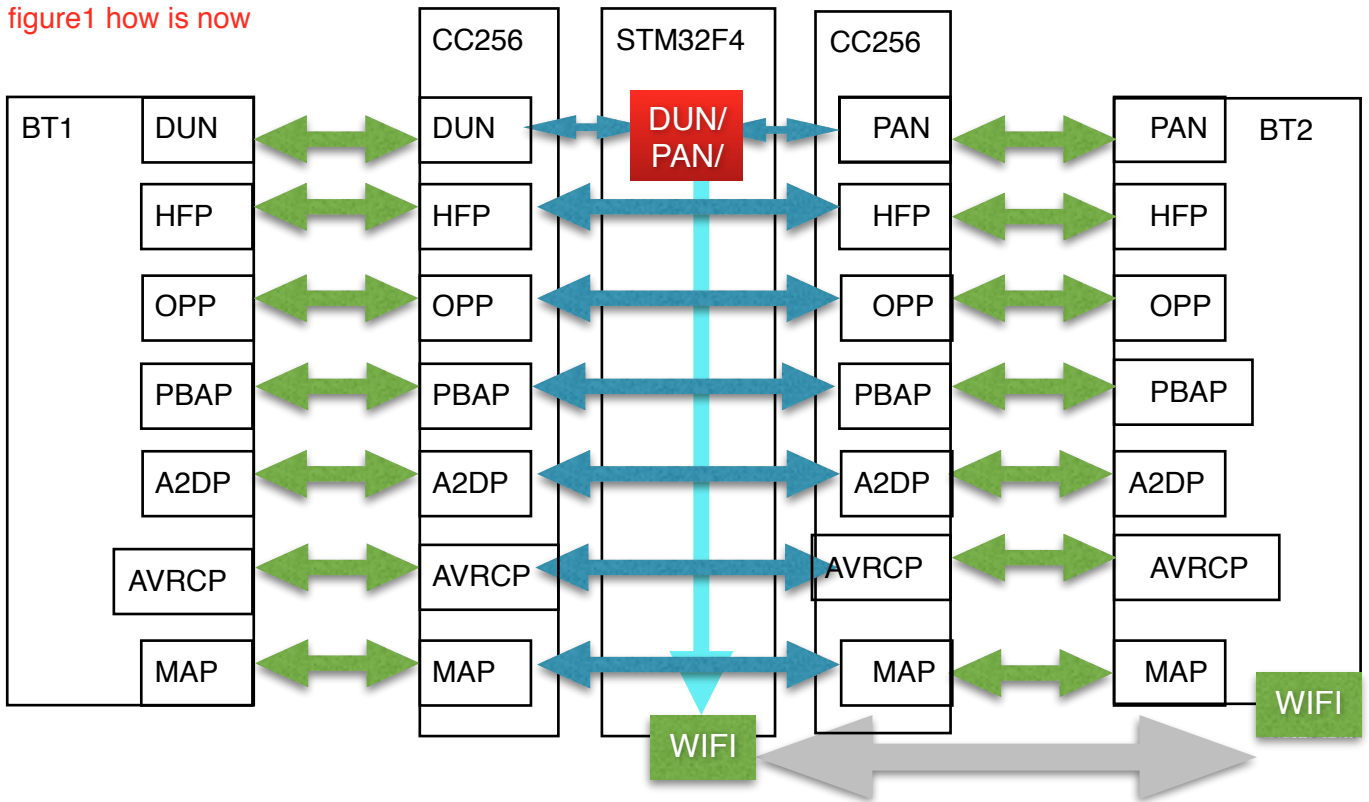 figure1 how is now
CC256 STM32F4 CC256
BT1 DUN DUN DUN/ PAN PAN BT2
PAN/
HFP HFP HFP HFP
OPP OPP OPP OPP
PBAP PBAP PBAP PBAP
A2DP A2DP A2DP A2DP
AVRCP AVRCP AVRCP AVRCP
MAP MAP MAP MAP
WIFI
WIFI